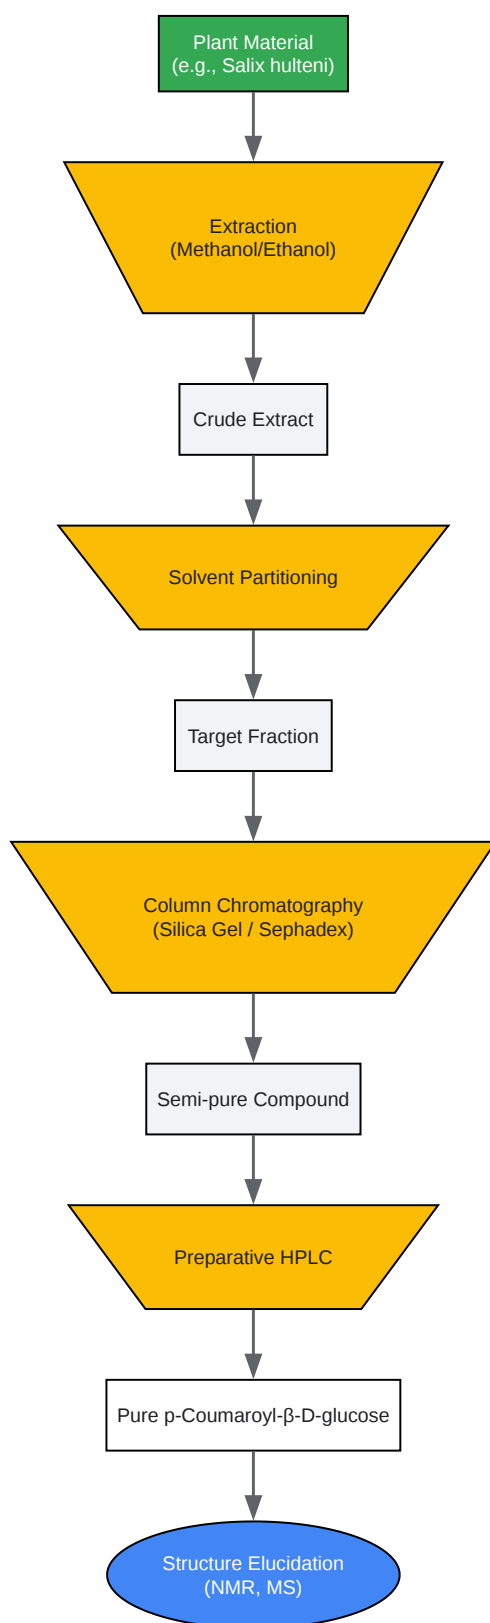 Plant Material
(e.g., Salix hulteni)
Extraction
(Methanol/Ethanol)
Crude Extract
Solvent Partitioning
Target Fraction
Column Chromatography
(Silica Gel / Sephadex)
Semi-pure Compound
Preparative HPLC
Pure p-Coumaroyl-β-D-glucose
Structure Elucidation
(NMR, MS)